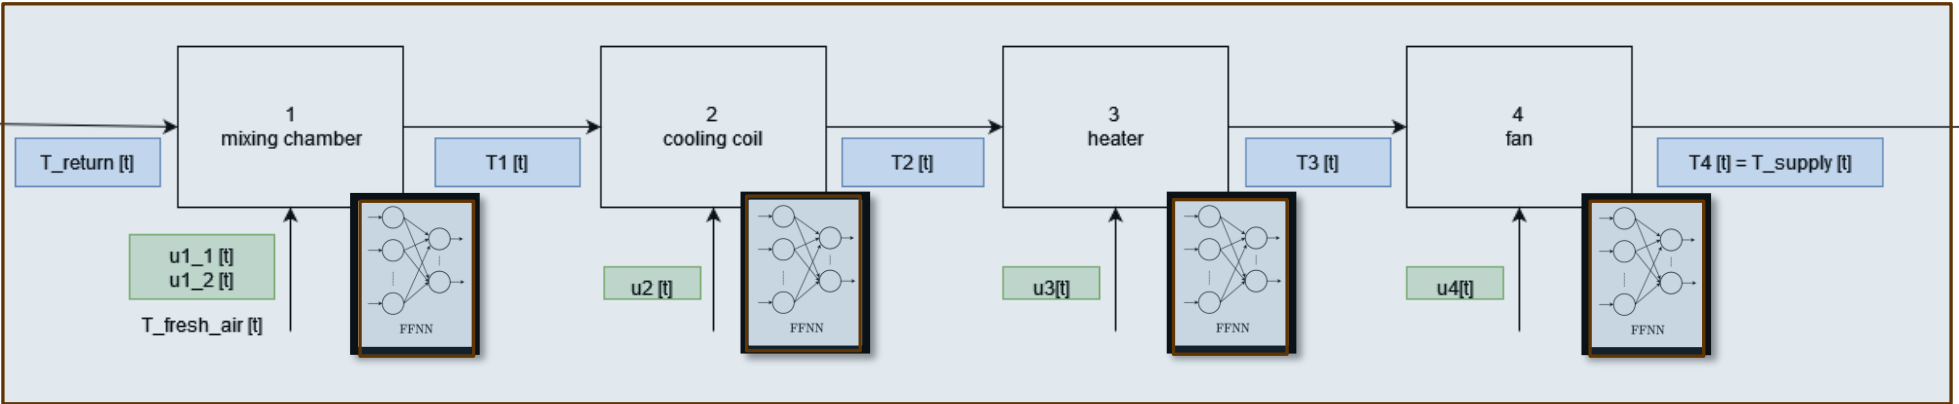 1
mixing chamber
2
cooling coil
3
heater
4
fan
T_return [t]
T1 [t]
T2 [t]
T3 [t]
T4 [t] = T_supply [t]
u1_1 [t]
u1_2 [t]
T_fresh_air [t]
u2 [t]
u3[t]
u4[t]
FFNN
FFNN
FFNN
FFNN